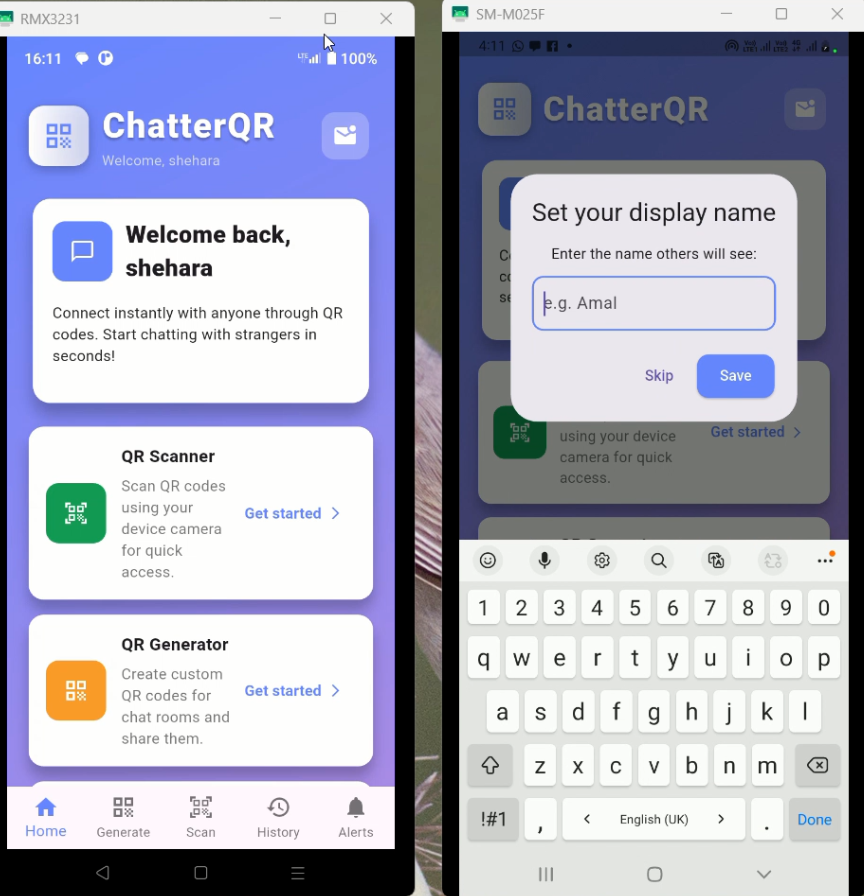 RMX3231
16:11
LTE
100%
ChatterQR
Welcome, shehara
Welcome back,
shehara
Connect instantly with anyone through QR
codes. Start chatting with strangers in
seconds!
QR Scanner
Scan QR codes
using your
device camera
for quick
access.
Get started
QR Generator
Create custom
QR codes for
chat rooms and
share them.
Get started
Home
Generate
Scan
History
Alerts
SM-M025F
4:11
ChatterQR
Set your display name
Enter the name others will see:
e.g. Amal
Skip
Save
using your device
camera for quick
access.
Get started
1 2 3 4 5 6 7 8 9 0
q w e r t y u i o p
a s d f g h j k l
z x c v b n m
!#1 , English (UK) . Done